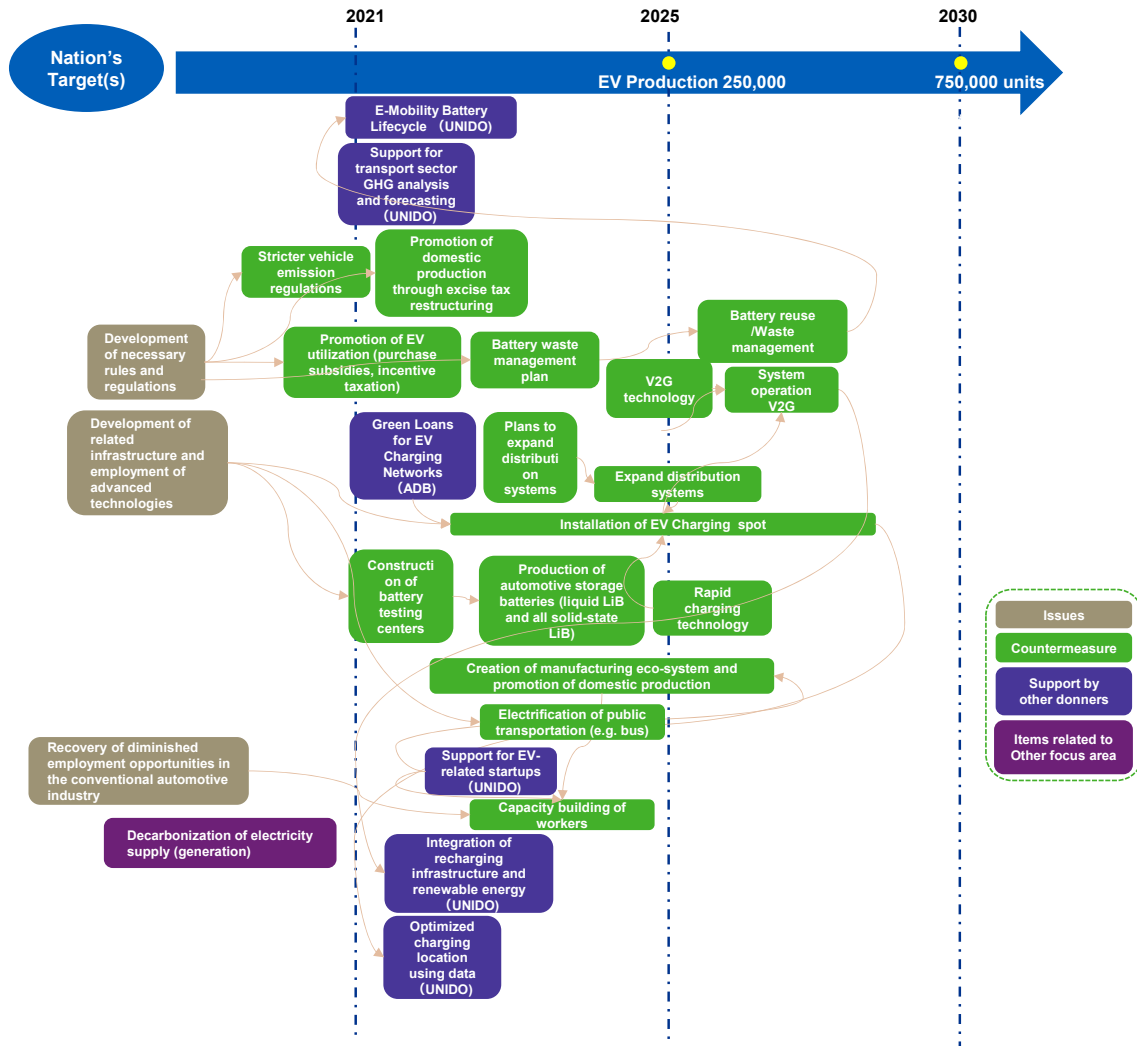 2021
2025
2030
Nation's
Target(s)
EV Production 250,000
750,000 units
E-Mobility Battery
Lifecycle （UNIDO)
Support for
transport sector
GHG analysis
and forecasting
（UNIDO)
Stricter vehicle
emission
regulations
Promotion of
domestic
production
through excise tax
restructuring
Development
of necessary
rules and
regulations
Promotion of EV
utilization (purchase
subsidies, incentive
taxation)
Battery waste
management
plan
Battery reuse
/Waste
management
V2G
technology
System
operation
V2G
Development of
related
infrastructure and
employment of
advanced
technologies
Green Loans
for EV
Charging
Networks
（ADB)
Plans to
expand
distributi
on
systems
Expand distribution
systems
Installation of EV Charging  spot
Constructi
on of
battery
testing
centers
Production of
automotive storage
batteries (liquid LiB
and all solid-state
LiB)
Rapid
charging
technology
Creation of manufacturing eco-system and
promotion of domestic production
Electrification of public
transportation (e.g. bus)
Recovery of diminished
employment opportunities in
the conventional automotive
industry
Support for EV-
related startups
（UNIDO)
Capacity building of
workers
Decarbonization of electricity
supply (generation)
Integration of
recharging
infrastructure and
renewable energy
（UNIDO)
Optimized
charging
location
using data
（UNIDO)
Issues
Countermeasure
Support by
other donners
Items related to
Other focus area